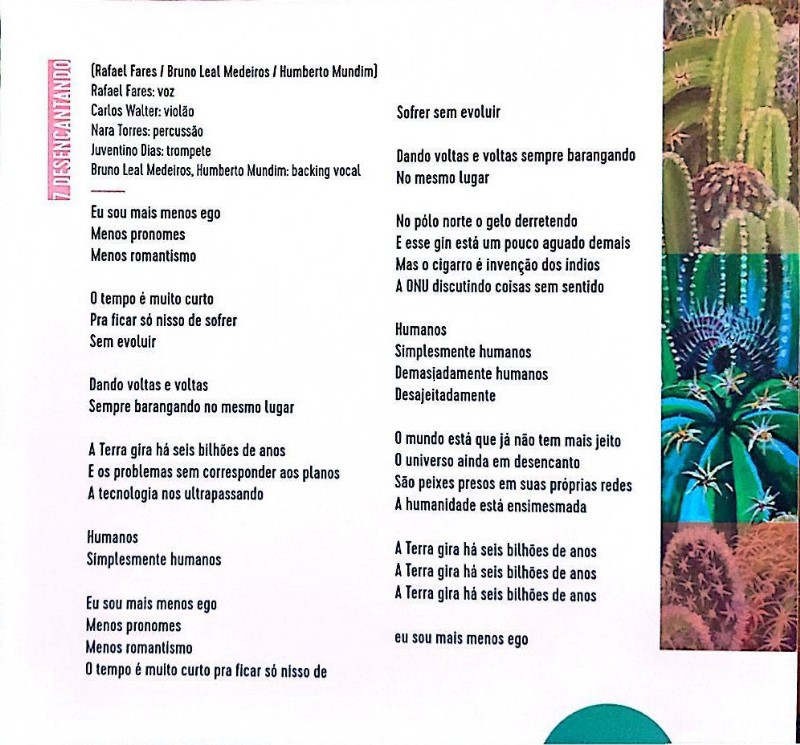 7 DESENCANTANDO
(Rafael Fares / Bruno Leal Medeiros / Humberto Mundim)
Rafael Fares: voz
Carlos Walter: violão
Nara Torres: percussão
Juventino Dias: trompete
Bruno Leal Medeiros, Humberto Mundim: backing vocal
Eu sou mais menos ego
Menos pronomes
Menos romantismo
O tempo é muito curto
Pra ficar só nisso de sofrer
Sem evoluir
Dando voltas e voltas
Sempre barangando no mesmo lugar
A Terra gira há seis bilhões de anos
E os problemas sem corresponder aos planos
A tecnologia nos ultrapassando
Humanos
Simplesmente humanos
Eu sou mais menos ego
Menos pronomes
Menos romantismo
O tempo é muito curto pra ficar só nisso de
Sofrer sem evoluir
Dando voltas e voltas sempre barangando
No mesmo lugar
No pólo norte o gelo derretendo
E esse gin está um pouco aguado demais
Mas o cigarro é invenção dos índios
A ONU discutindo coisas sem sentido
Humanos
Simplesmente humanos
Demasiadamente humanos
Desajeitadamente
O mundo está que já não tem mais jeito
O universo ainda em desencanto
São peixes presos em suas próprias redes
A humanidade está ensimesmada
A Terra gira há seis bilhões de anos
A Terra gira há seis bilhões de anos
A Terra gira há seis bilhões de anos
eu sou mais menos ego